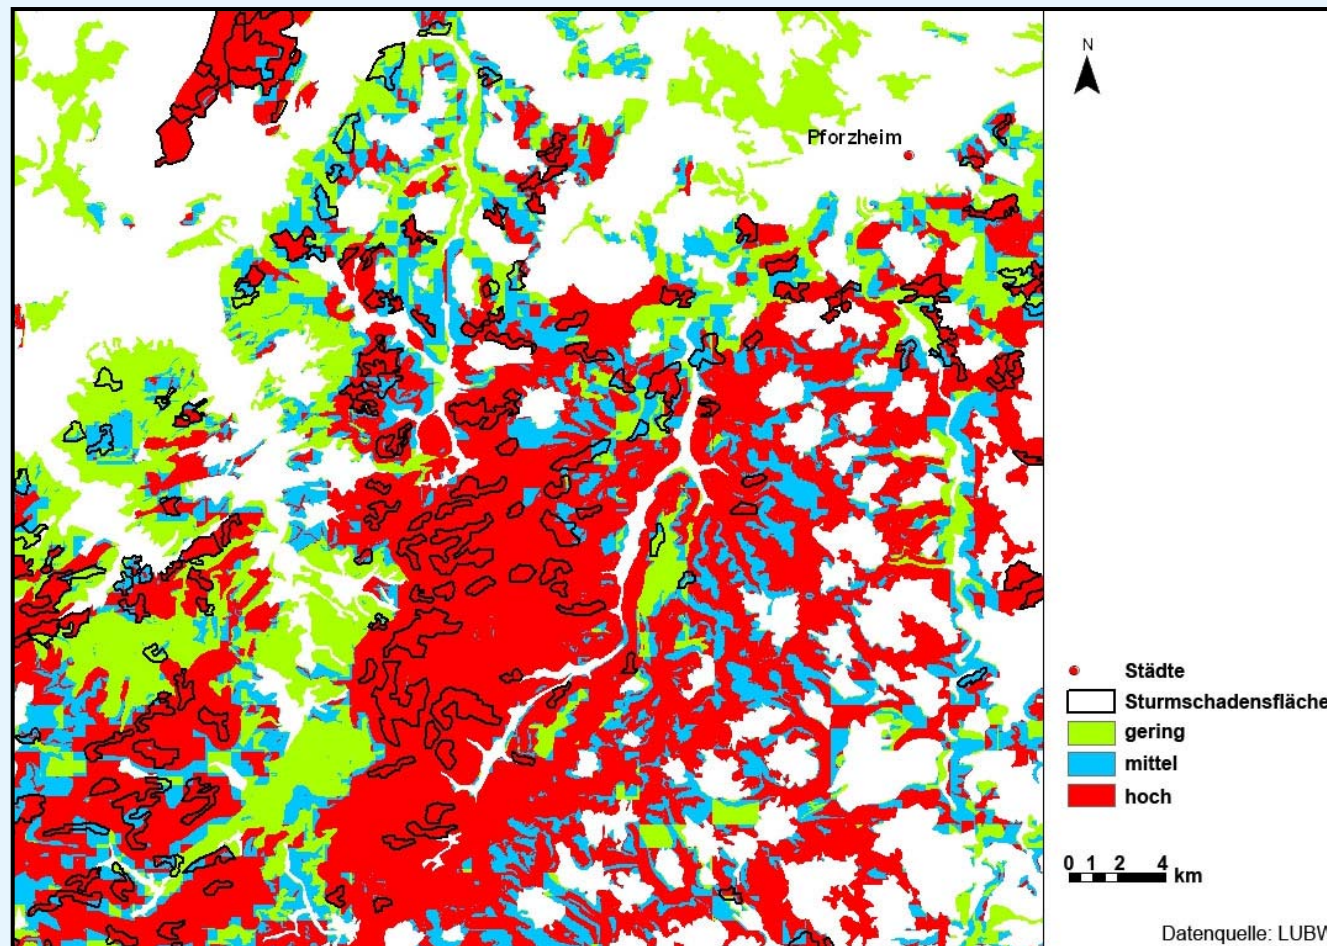 N
Pforzheim
Städte
Sturmschadensfläche
gering
mittel
hoch
0 1 2 4 km
Datenquelle: LUBW